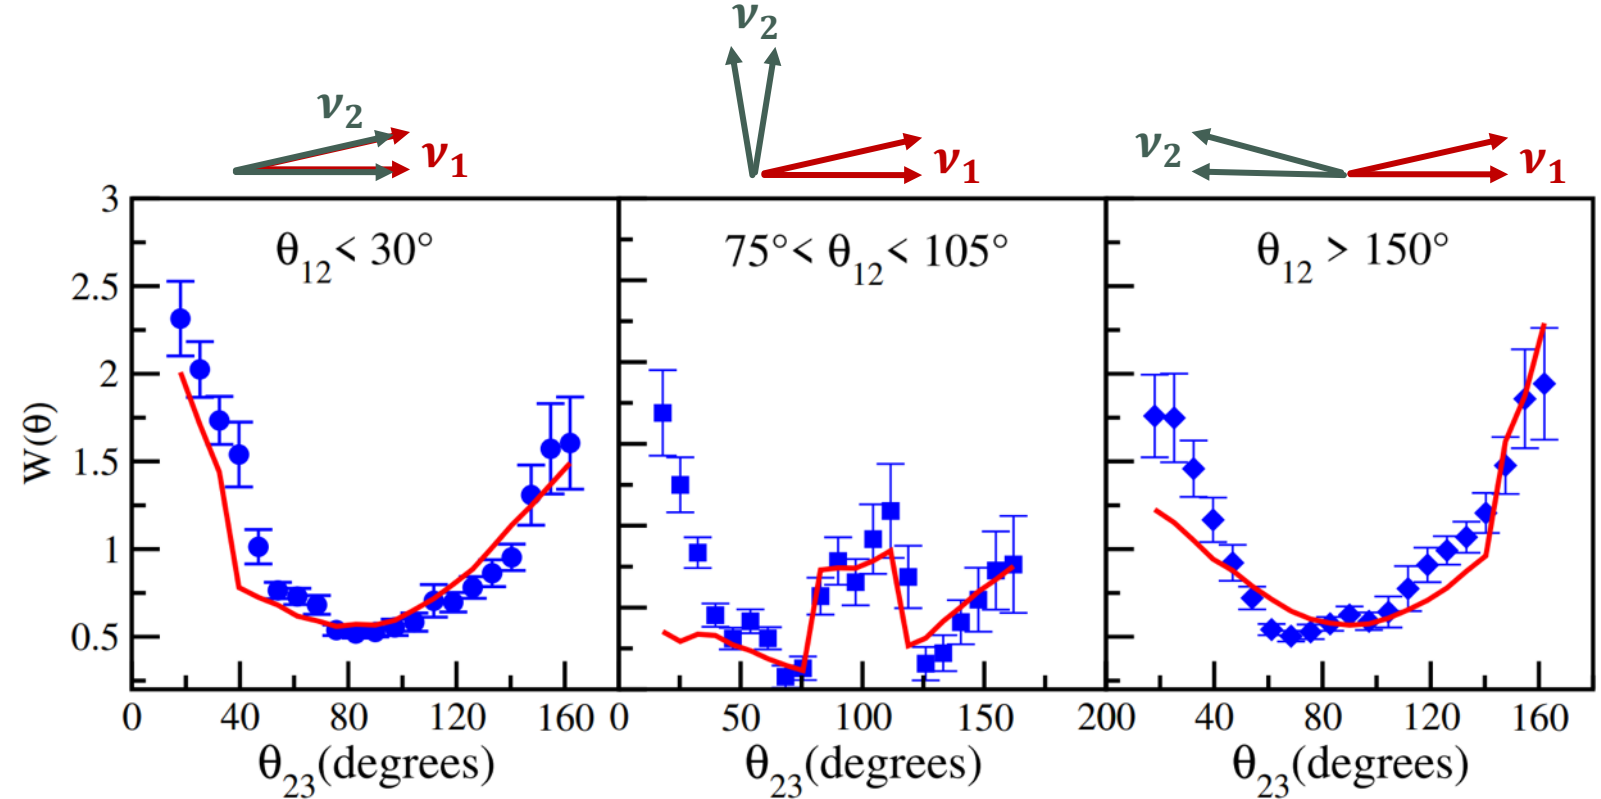 ν₂
ν₂ ν₁
ν₁ ν₂ ν₁
3
2.5
2
1.5
1
0.5
W(θ)
θ₁₂< 30°
75°< θ₁₂< 105°
θ₁₂ > 150°
0 40 80 120 160 0 50 100 150 200 40 80 120 160
θ₂₃(degrees) θ₂₃(degrees) θ₂₃(degrees)